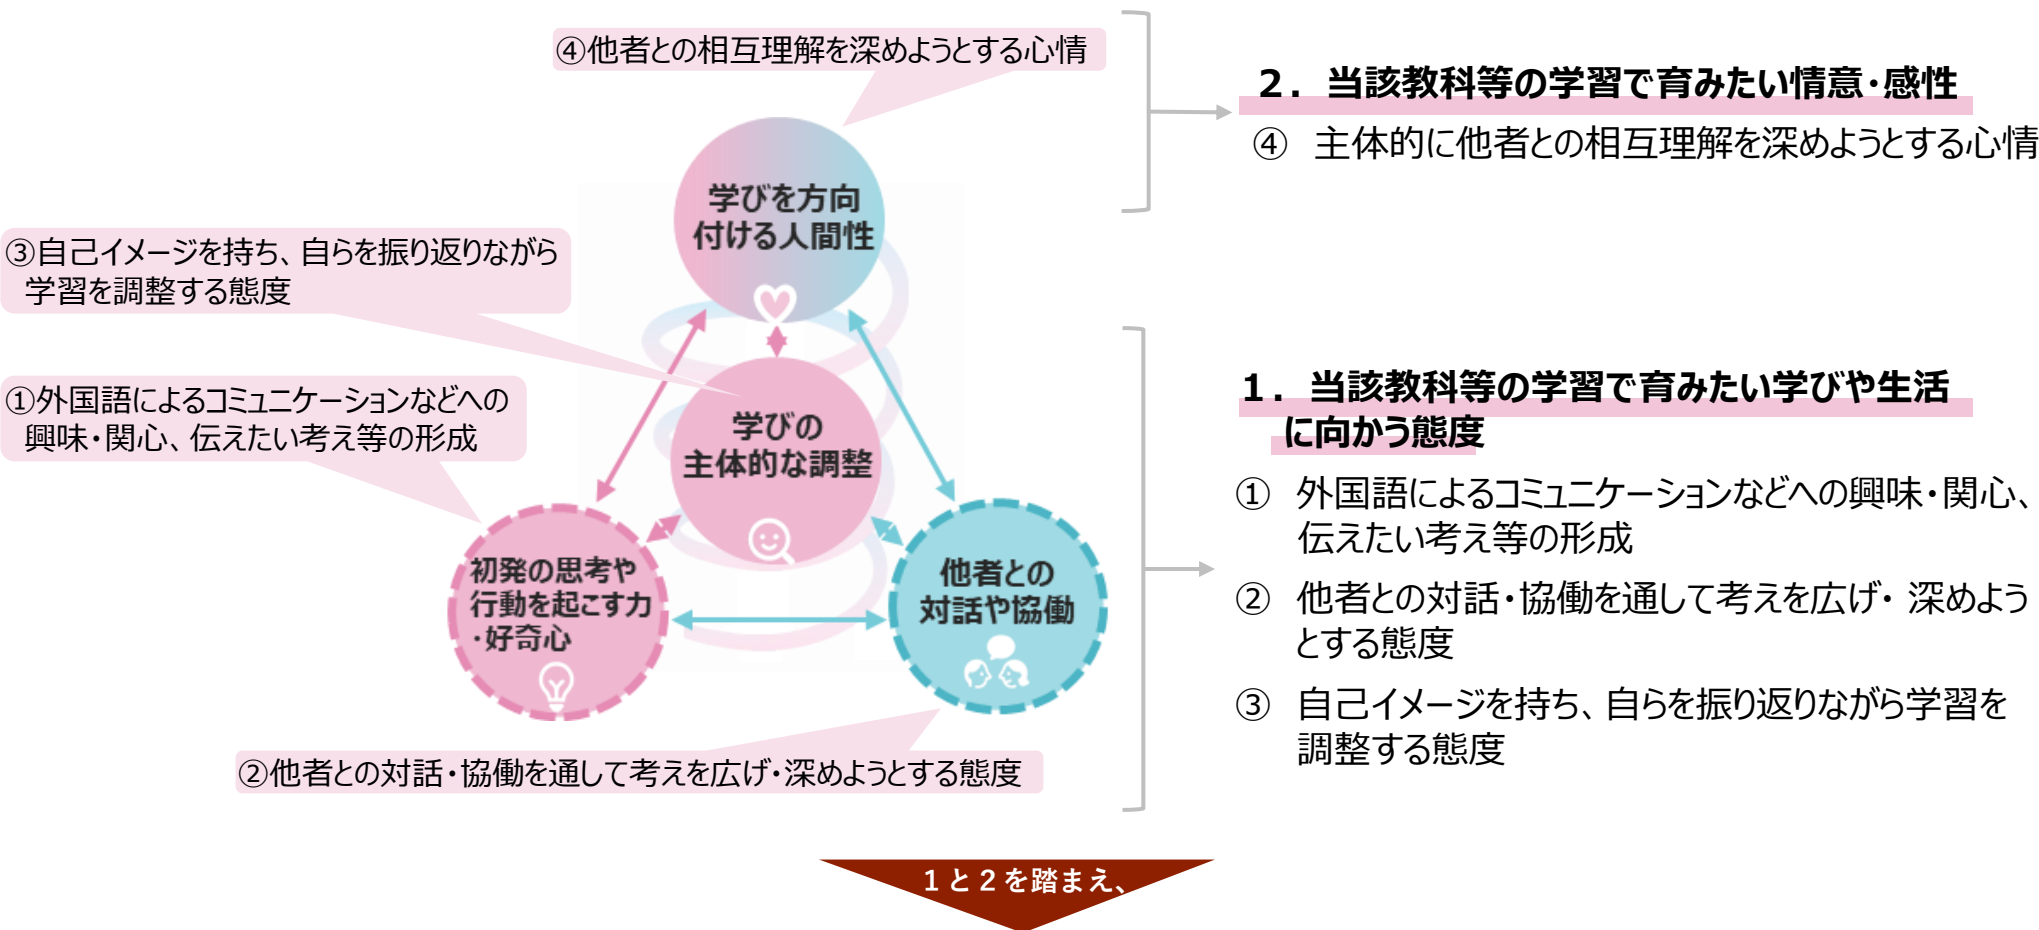 ④他者との相互理解を深めようとする心情
学びを方向
付ける人間性
③自己イメージを持ち、自らを振り返りながら
学習を調整する態度
①外国語によるコミュニケーションなどへの
興味・関心、伝えたい考え等の形成
学びの
主体的な調整
初発の思考や
行動を起こす力
・好奇心
他者との
対話や協働
②他者との対話・協働を通して考えを広げ・深めようとする態度
２．当該教科等の学習で育みたい情意・感性
④ 主体的に他者との相互理解を深めようとする心情
１．当該教科等の学習で育みたい学びや生活
に向かう態度
① 外国語によるコミュニケーションなどへの興味・関心、
伝えたい考え等の形成
② 他者との対話・協働を通して考えを広げ・ 深めよう
とする態度
③ 自己イメージを持ち、自らを振り返りながら学習を
調整する態度
１と２を踏まえ、